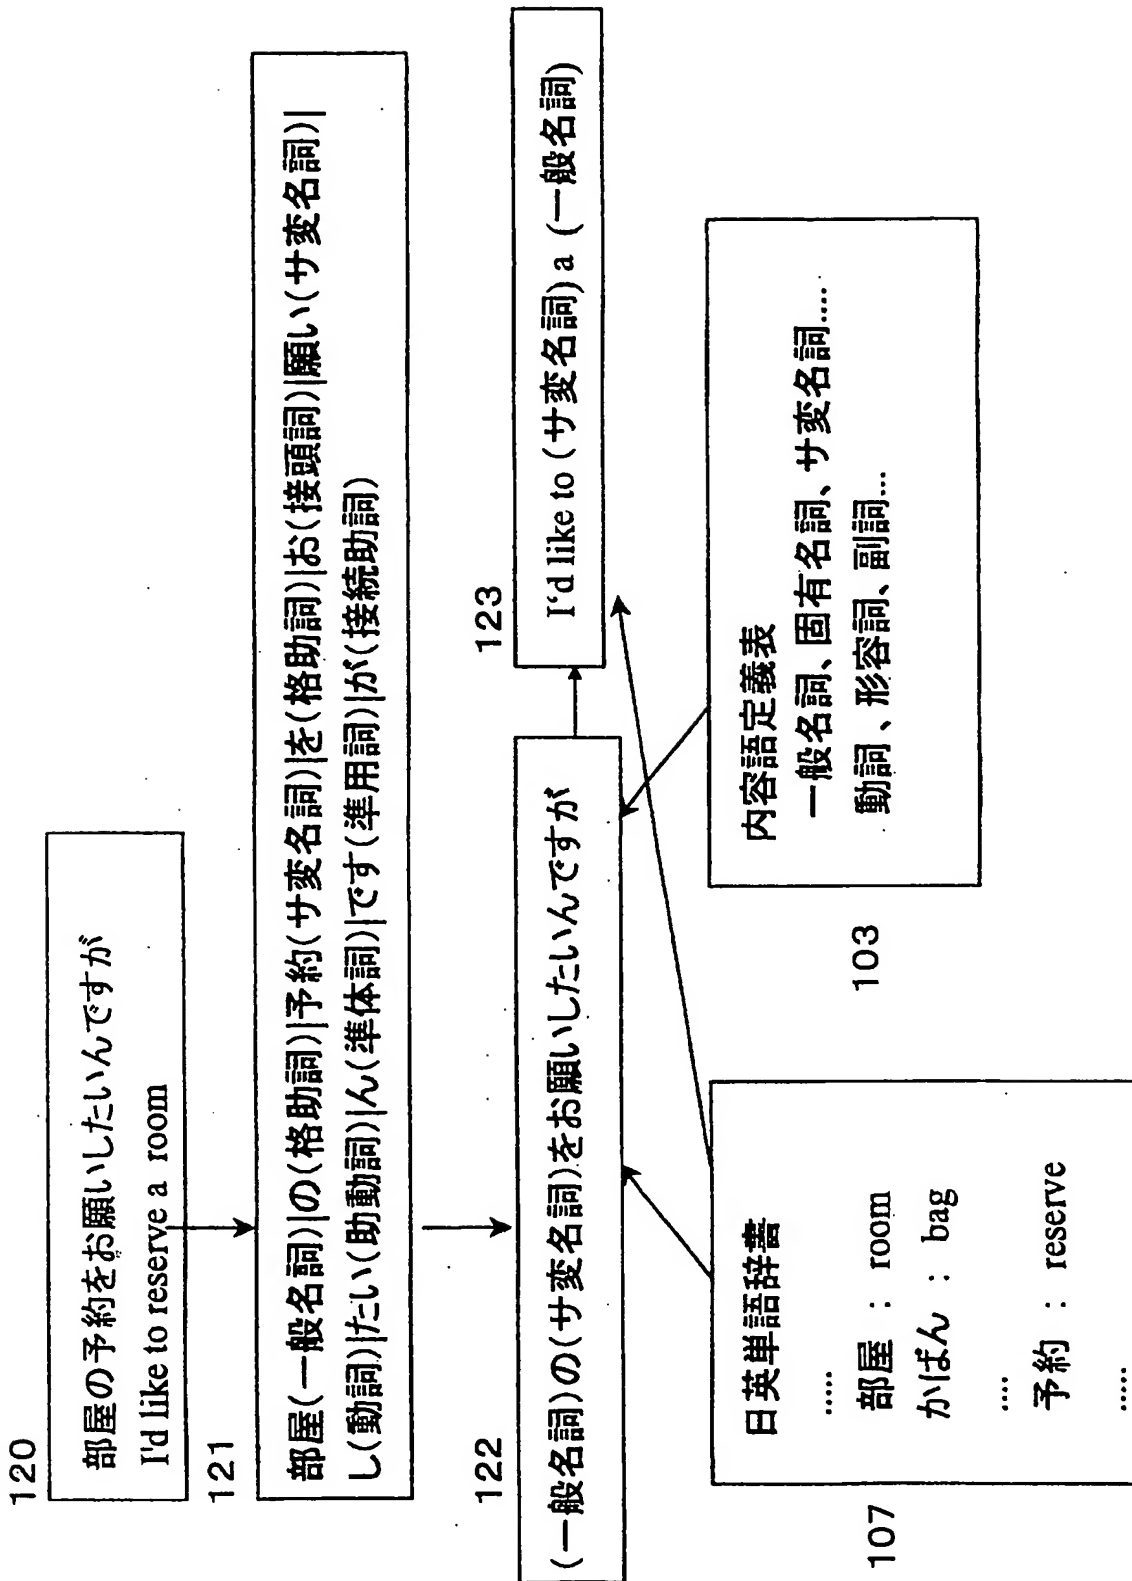 120
部屋の予約をお願いしたいんですが
I'd like to reserve a room
121
部屋(一般名詞)|の(格助詞)|予約(サ変名詞)|を(格助詞)|お(接頭詞)|願い(サ変名詞)|
し(動詞)|たい(助動詞)|ん(準体詞)|です(準用詞)|が(接続助詞)
122
(一般名詞)の(サ変名詞)をお願いしたいんですが
123
I'd like to (サ変名詞) a (一般名詞)
107
日英単語辞書
.....
部屋 : room
かばん : bag
....
予約 : reserve
.....
103
内容語定義表
一般名詞、固有名詞、サ変名詞....
動詞、形容詞、副詞...